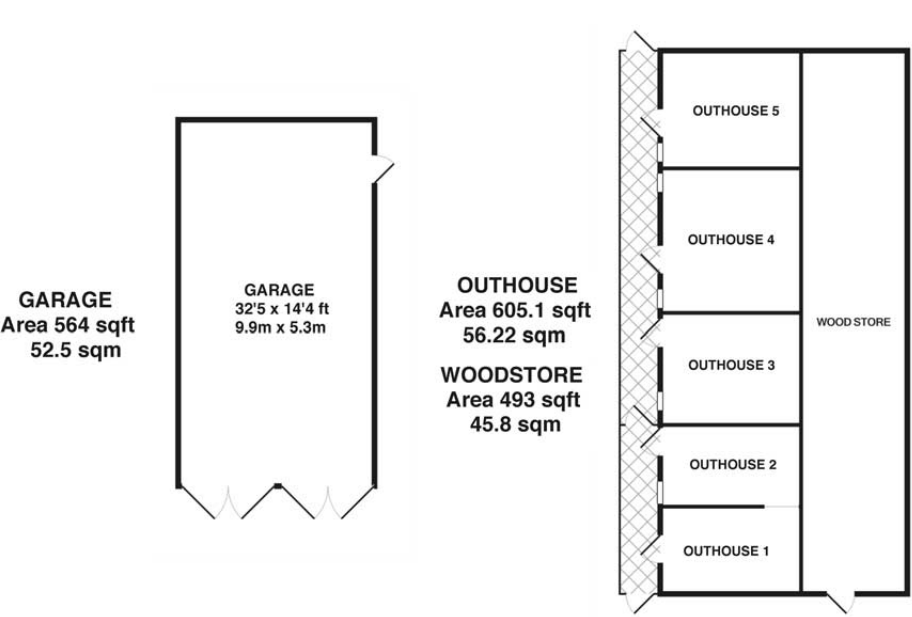 GARAGE
Area 564 sqft
52.5 sqm
GARAGE
32'5 x 14'4 ft
9.9m x 5.3m
OUTHOUSE
Area 605.1 sqft
56.22 sqm
WOODSTORE
Area 493 sqft
45.8 sqm
OUTHOUSE 5
OUTHOUSE 4
OUTHOUSE 3
OUTHOUSE 2
OUTHOUSE 1
WOOD STORE